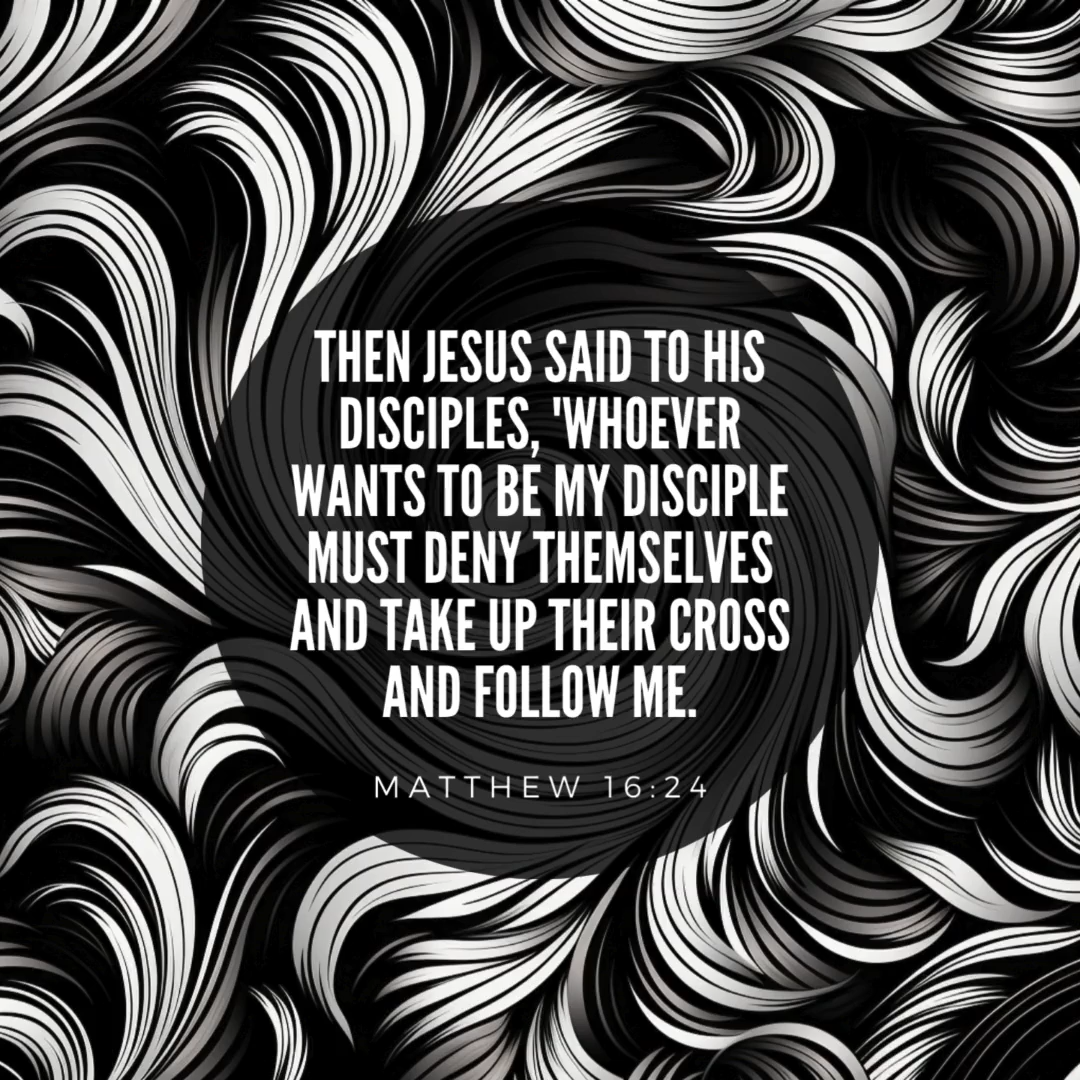 THEN JESUS SAID TO HIS
DISCIPLES, "WHOEVER
WANTS TO BE MY DISCIPLE
MUST DENY THEMSELVES
AND TAKE UP THEIR CROSS
AND FOLLOW ME.
MATTHEW 16:24